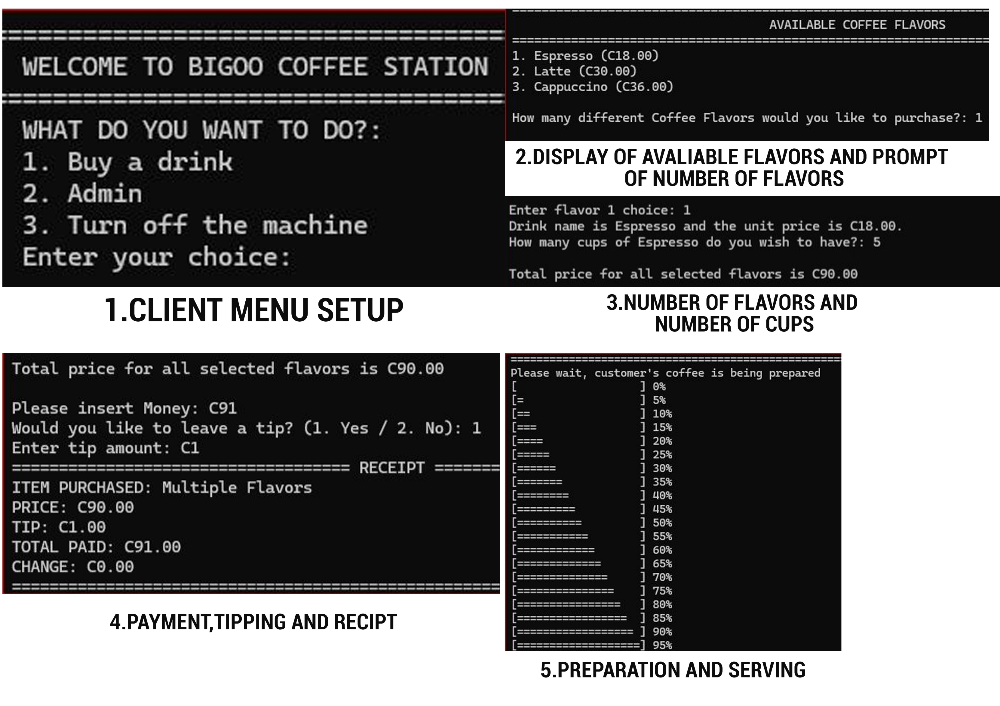 ==================================
WELCOME TO BIGOO COFFEE STATION
==================================
WHAT DO YOU WANT TO DO?:
1. Buy a drink
2. Admin
3. Turn off the machine
Enter your choice:
1.CLIENT MENU SETUP
=================================================================
AVAILABLE COFFEE FLAVORS
=================================================================
1. Espresso (C18.00)
2. Latte (C30.00)
3. Cappuccino (C36.00)
How many different Coffee Flavors would you like to purchase?: 1
2.DISPLAY OF AVALIABLE FLAVORS AND PROMPT
OF NUMBER OF FLAVORS
Enter flavor 1 choice: 1
Drink name is Espresso and the unit price is C18.00.
How many cups of Espresso do you wish to have?: 5
Total price for all selected flavors is C90.00
3.NUMBER OF FLAVORS AND
NUMBER OF CUPS
Total price for all selected flavors is C90.00
Please insert Money: C91
Would you like to leave a tip? (1. Yes / 2. No): 1
Enter tip amount: C1
==================================== RECEIPT =======
ITEM PURCHASED: Multiple Flavors
PRICE: C90.00
TIP: C1.00
TOTAL PAID: C91.00
CHANGE: C0.00
====================================================
4.PAYMENT,TIPPING AND RECIPT
===================================================
Please wait, customer's coffee is being prepared
[                   ] 0%
[=                  ] 5%
[==                 ] 10%
[===                ] 15%
[====               ] 20%
[=====              ] 25%
[======             ] 30%
[=======            ] 35%
[========           ] 40%
[=========          ] 45%
[==========         ] 50%
[===========        ] 55%
[============       ] 60%
[=============      ] 65%
[==============     ] 70%
[===============    ] 75%
[================   ] 80%
[=================  ] 85%
[================== ] 90%
[===================] 95%
5.PREPARATION AND SERVING